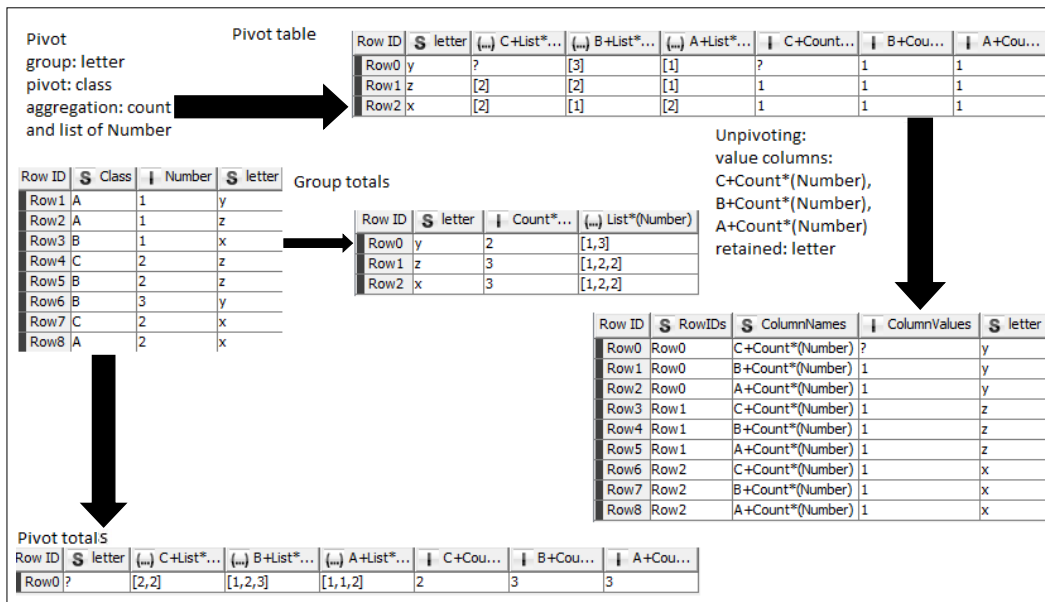 Pivot
group: letter
pivot: class
aggregation: count
and list of Number
Pivot table
Row ID S letter (...) C+List*... (...) B+List*... (...) A+List*... I C+Count... I B+Cou... I A+Cou...
Row0 y ? [3] [1] ? 1 1
Row1 z [2] [2] [1] 1 1 1
Row2 x [2] [1] [2] 1 1 1
Unpivoting:
value columns:
C+Count*(Number),
B+Count*(Number),
A+Count*(Number)
retained: letter
Row ID S Class I Number S letter
Row1 A 1 y
Row2 A 1 z
Row3 B 1 x
Row4 C 2 z
Row5 B 2 z
Row6 B 3 y
Row7 C 2 x
Row8 A 2 x
Group totals
Row ID S letter I Count*... (...) List*(Number)
Row0 y 2 [1,3]
Row1 z 3 [1,2,2]
Row2 x 3 [1,2,2]
Row ID S RowIDs S ColumnNames I ColumnValues S letter
Row0 Row0 C+Count*(Number) ? y
Row1 Row0 B+Count*(Number) 1 y
Row2 Row0 A+Count*(Number) 1 y
Row3 Row1 C+Count*(Number) 1 z
Row4 Row1 B+Count*(Number) 1 z
Row5 Row1 A+Count*(Number) 1 z
Row6 Row2 C+Count*(Number) 1 x
Row7 Row2 B+Count*(Number) 1 x
Row8 Row2 A+Count*(Number) 1 x
Pivot totals
Row ID S letter (...) C+List*... (...) B+List*... (...) A+List*... I C+Cou... I B+Cou... I A+Cou...
Row0 ? [2,2] [1,2,3] [1,1,2] 2 3 3